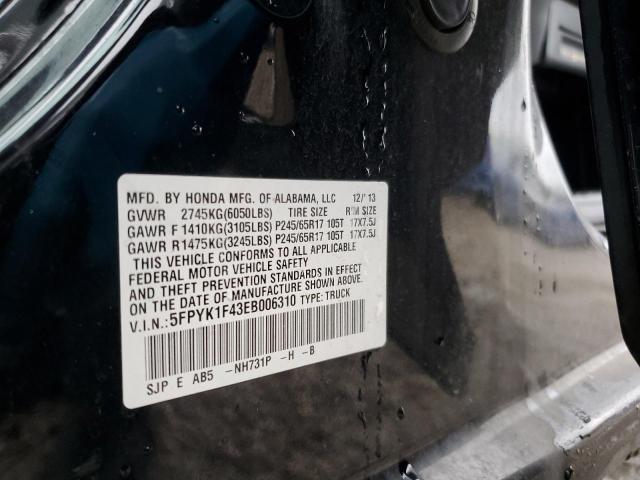 MFD. BY HONDA MFG. OF ALABAMA, LLC 12/13
GVWR 2745KG(6050LBS) TIRE SIZE RIM SIZE
GAWR F 1410KG(3105LBS) P245/65R17 105T 17X7.5J
GAWR R 1475KG(3245LBS) P245/65R17 105T 17X7.5J
THIS VEHICLE CONFORMS TO ALL APPLICABLE
FEDERAL MOTOR VEHICLE SAFETY
AND THEFT PREVENTION STANDARDS IN EFFECT
ON THE DATE OF MANUFACTURE SHOWN ABOVE.
V.I.N.: 5FPYK1F43EB006310 TYPE: TRUCK
SJP E AB5 -NH731P -H -B